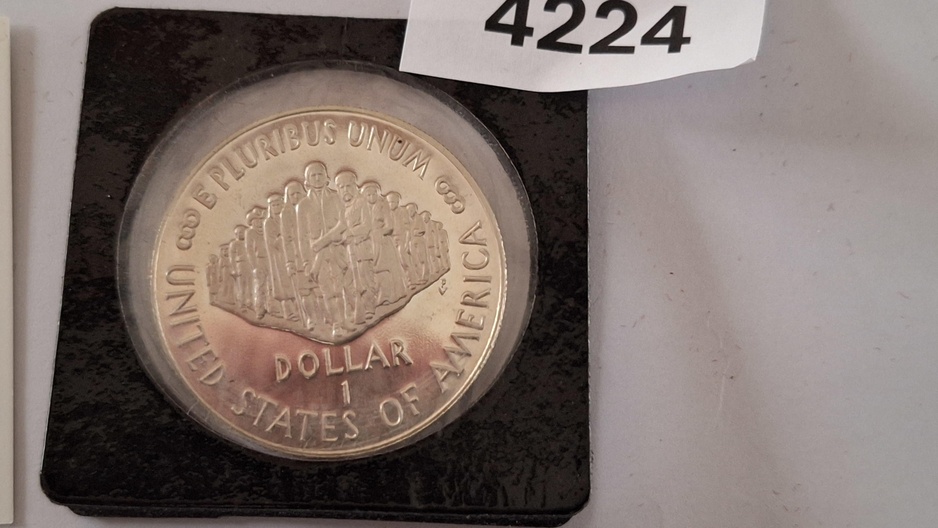 4224
E PLURIBUS UNUM
DOLLAR
1
UNITED STATES OF AMERICA